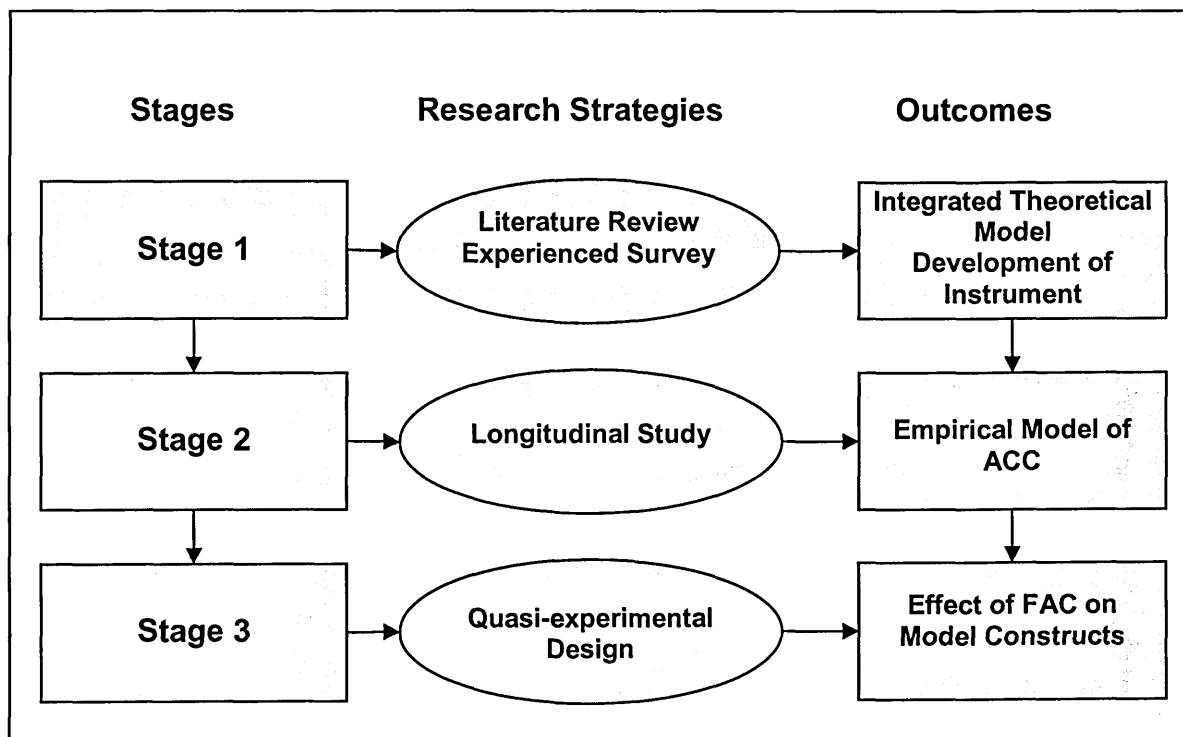 Stages
Research Strategies
Outcomes
Stage 1
Literature Review
Experienced Survey
Integrated Theoretical
Model
Development of
Instrument
Stage 2
Longitudinal Study
Empirical Model of
ACC
Stage 3
Quasi-experimental
Design
Effect of FAC on
Model Constructs